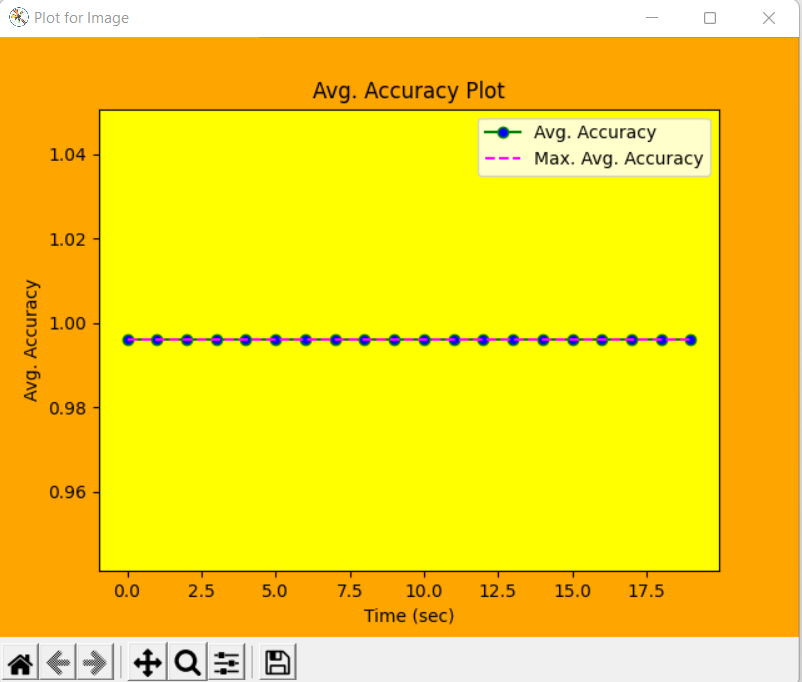 Plot for Image
Avg. Accuracy Plot
Avg. Accuracy
Max. Avg. Accuracy
1.04
1.02
1.00
0.98
0.96
Avg. Accuracy
0.0 2.5 5.0 7.5 10.0 12.5 15.0 17.5
Time (sec)